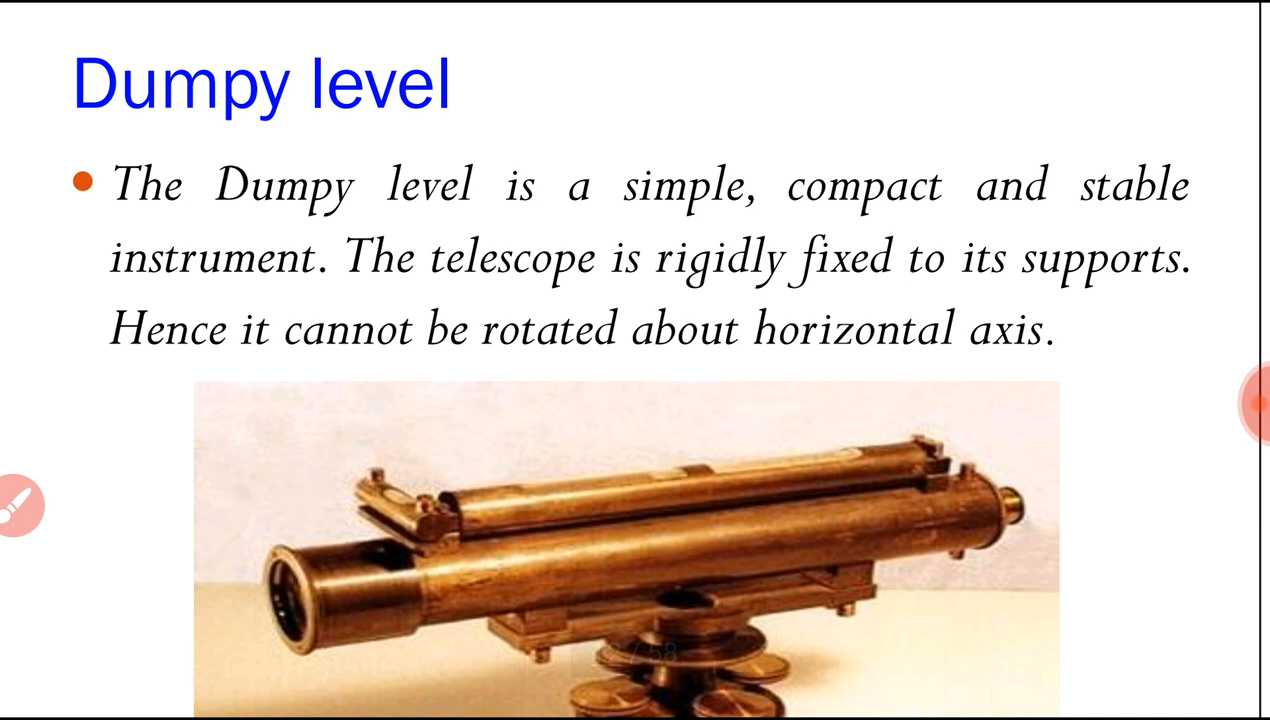 Dumpy level
The Dumpy level is a simple, compact and stable
instrument. The telescope is rigidly fixed to its supports.
Hence it cannot be rotated about horizontal axis.
/ 58